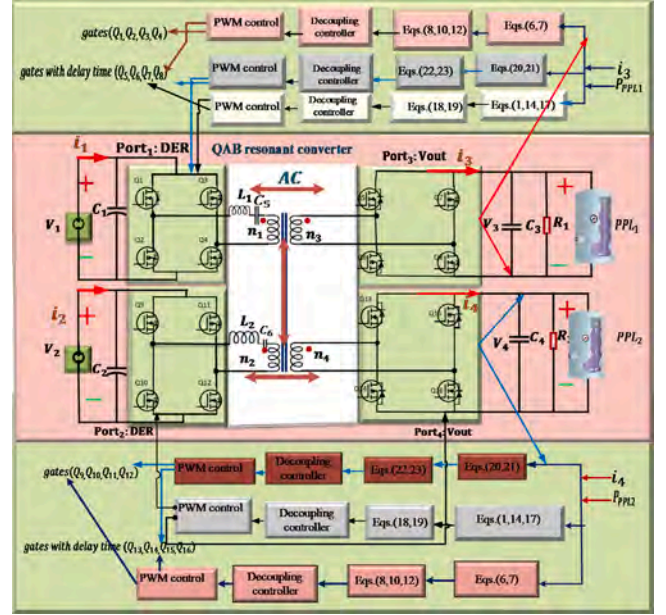 gates(Q1,Q2,Q3,Q4)
PWM control
Decoupling controller
Eqs(8,10,12)
Eqs(6,7)
gates with delay time (Q5,Q6,Q7,Q8)
PWM control
Decoupling controller
Eqs(22,23)
Eqs(20,21)
i3
PPPL1
PWM control
Decoupling controller
Eqs(18,19)
Eqs(1,14,17)
i1
Port1: DER
QAB resonant converter
Port3: Vout
i3
AC
Q1
Q3
L1
C5
V1
C1
n1
n3
V3
C3
R1
PPL1
Q2
Q4
i2
i4
Q9
Q11
L2
C6
V2
C2
n2
n4
V4
C4
PPL2
Q10
Q12
Port2: DER
Port4: Vout
gates(Q9,Q10,Q11,Q12)
PWM control
Decoupling controller
Eqs(22,23)
Eqs(20,21)
i4
PPPL2
PWM control
Decoupling controller
Eqs(18,19)
Eqs(1,14,17)
gates with delay time (Q13,Q14,Q15,Q16)
PWM control
Decoupling controller
Eqs(8,10,12)
Eqs(6,7)